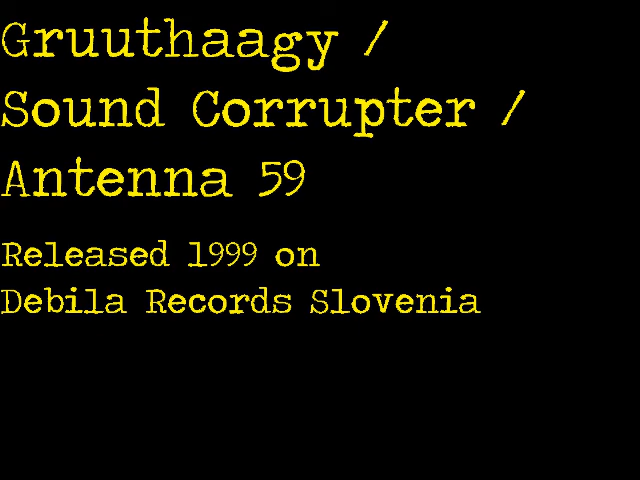 Gruuthaagy /
Sound Corrupter /
Antenna 59
Released 1999 on
Debila Records Slovenia